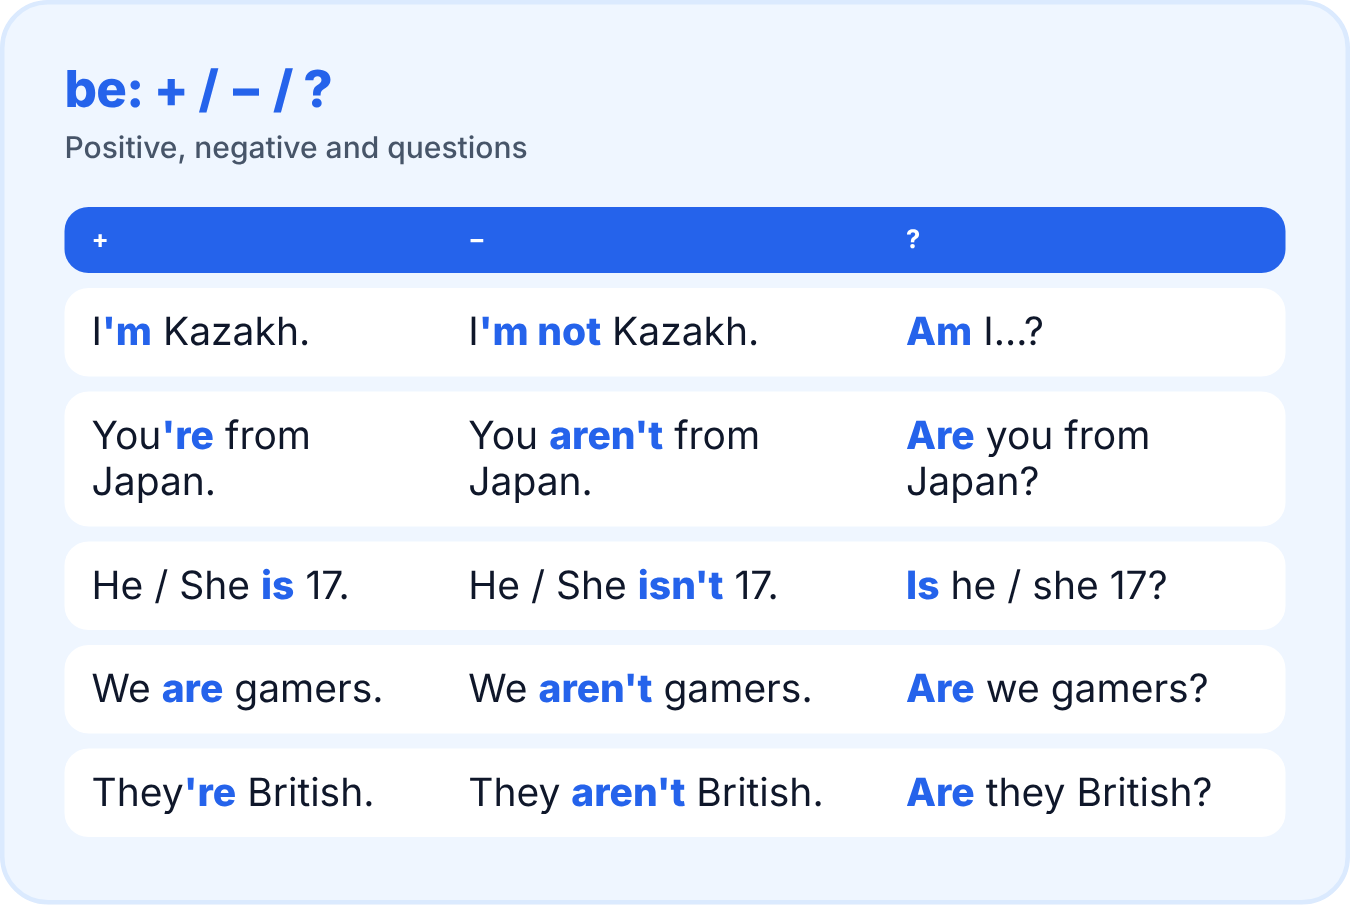 be: + / – / ?
Positive, negative and questions
+ – ?
I'm Kazakh. I'm not Kazakh. Am I...?
You're from You aren't from Are you from
Japan. Japan. Japan?
He / She is 17. He / She isn't 17. Is he / she 17?
We are gamers. We aren't gamers. Are we gamers?
They're British. They aren't British. Are they British?